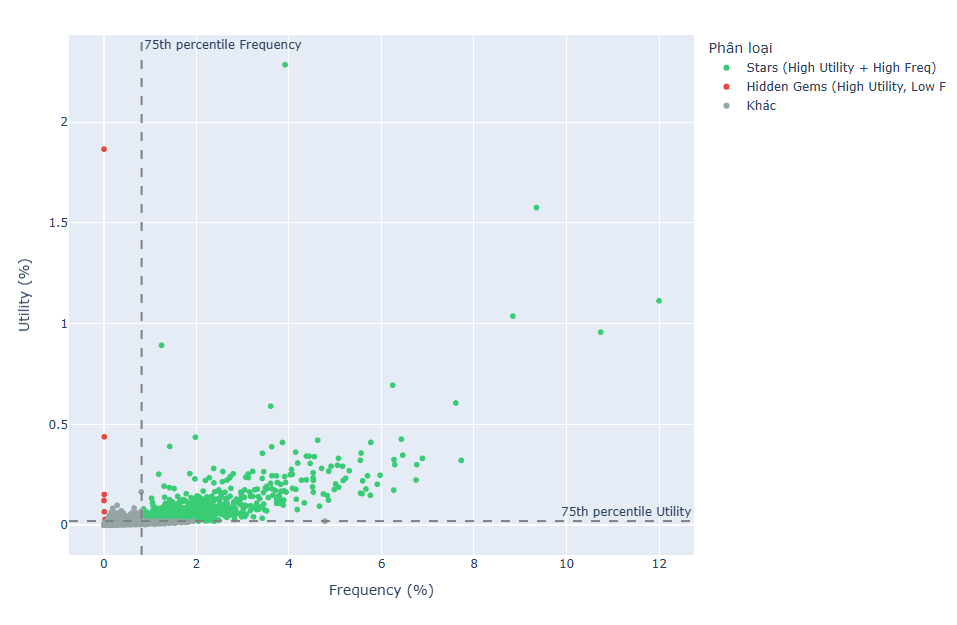 75th percentile Frequency
Phân loại
Stars (High Utility + High Freq)
Hidden Gems (High Utility, Low F
Khác
2
1.5
1
0.5
0
75th percentile Utility
0
2
4
6
8
10
12
Utility (%)
Frequency (%)